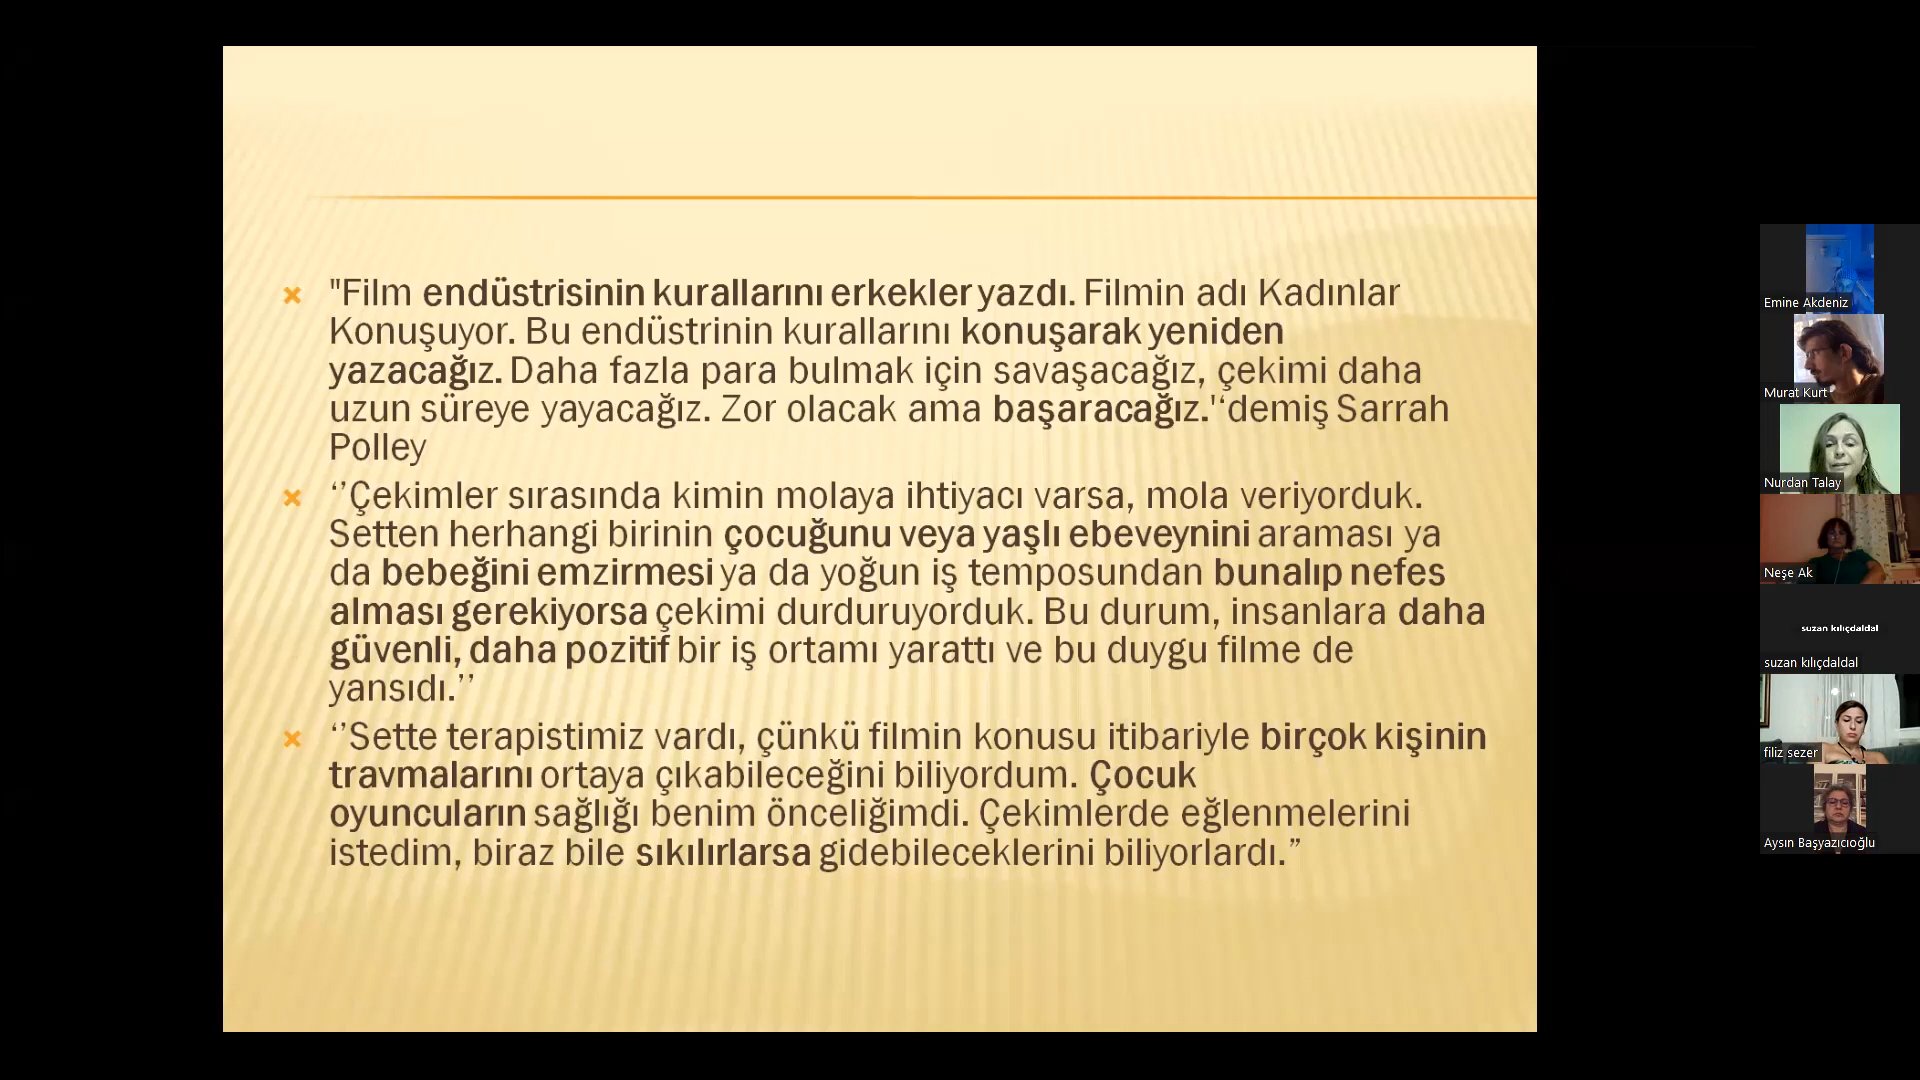 "Film endüstrisinin kurallarını erkekler yazdı. Filmin adı Kadınlar
Konuşuyor. Bu endüstrinin kurallarını konuşarak yeniden
yazacağız. Daha fazla para bulmak için savaşacağız, çekimi daha
uzun süreye yayacağız. Zor olacak ama başaracağız.'‘demiş Sarrah
Polley
‘’Çekimler sırasında kimin molaya ihtiyacı varsa, mola veriyorduk.
Setten herhangi birinin çocuğunu veya yaşlı ebeveynini araması ya
da bebeğini emzirmesi ya da yoğun iş temposundan bunalıp nefes
alması gerekiyorsa çekimi durduruyorduk. Bu durum, insanlara daha
güvenli, daha pozitif bir iş ortamı yarattı ve bu duygu filme de
yansıdı.’’
‘’Sette terapistimiz vardı, çünkü filmin konusu itibariyle birçok kişinin
travmalarını ortaya çıkabileceğini biliyordum. Çocuk
oyuncuların sağlığı benim önceliğimdi. Çekimlerde eğlenmelerini
istedim, biraz bile sıkılırlarsa gidebileceklerini biliyorlardı.”
Emine Akdeniz
Murat Kurt
Nurdan Talay
Neşe Ak
suzan kılıçdaldal
suzan kılıçdaldal
filiz sezer
Aysın Başyazıcıoğlu